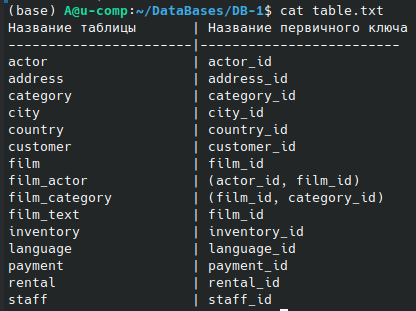 (base) A@u-comp:~/DataBases/DB-1$ cat table.txt
Название таблицы       | Название первичного ключа
-----------------------|-------------------------
actor                  | actor_id
address                | address_id
category               | category_id
city                   | city_id
country                | country_id
customer               | customer_id
film                   | film_id
film_actor             | (actor_id, film_id)
film_category          | (film_id, category_id)
film_text              | film_id
inventory              | inventory_id
language               | language_id
payment                | payment_id
rental                 | rental_id
staff                  | staff_id